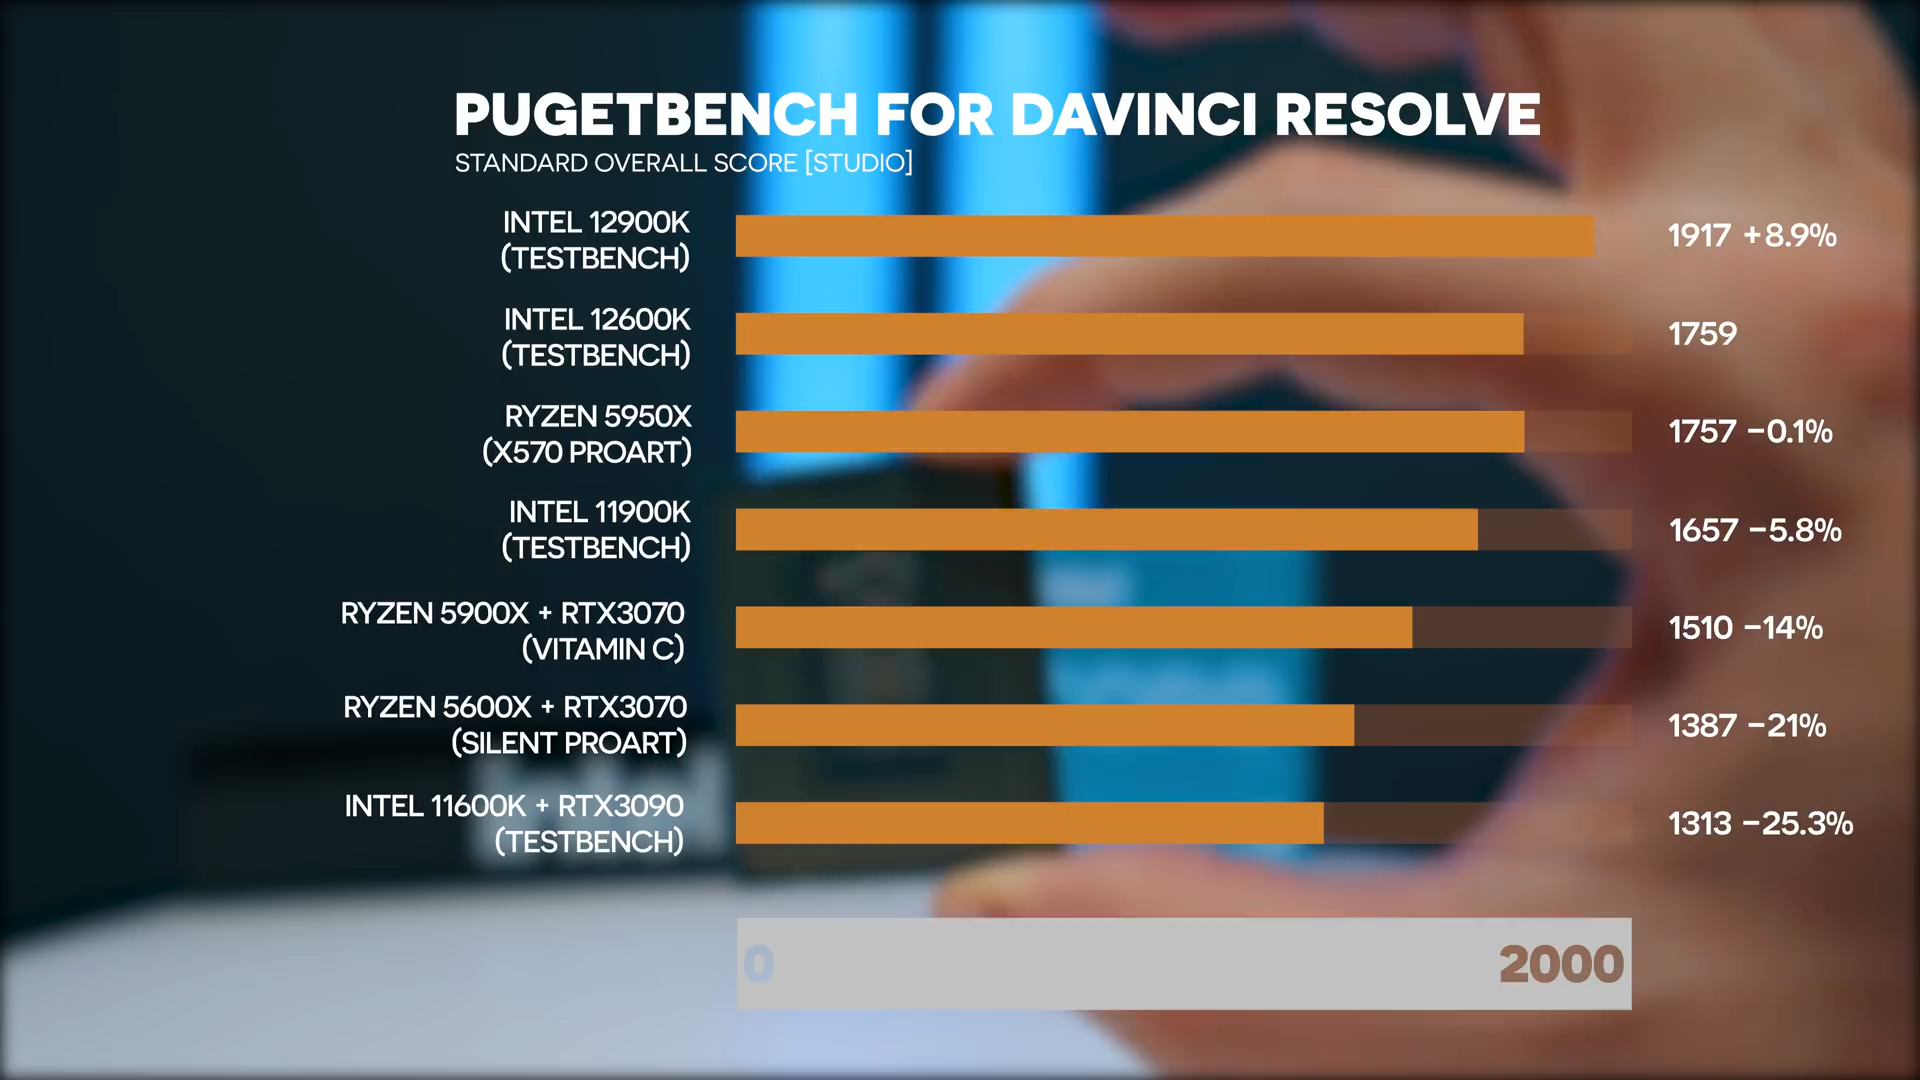 PUGETBENCH FOR DAVINCI RESOLVE
STANDARD OVERALL SCORE [STUDIO]
INTEL 12900K
(TESTBENCH)
1917 +8.9%
INTEL 12600K
(TESTBENCH)
1759
RYZEN 5950X
(X570 PROART)
1757 -0.1%
INTEL 11900K
(TESTBENCH)
1657 -5.8%
RYZEN 5900X + RTX3070
(VITAMIN C)
1510 -14%
RYZEN 5600X + RTX3070
(SILENT PROART)
1387 -21%
INTEL 11600K + RTX3090
(TESTBENCH)
1313 -25.3%
0 2000